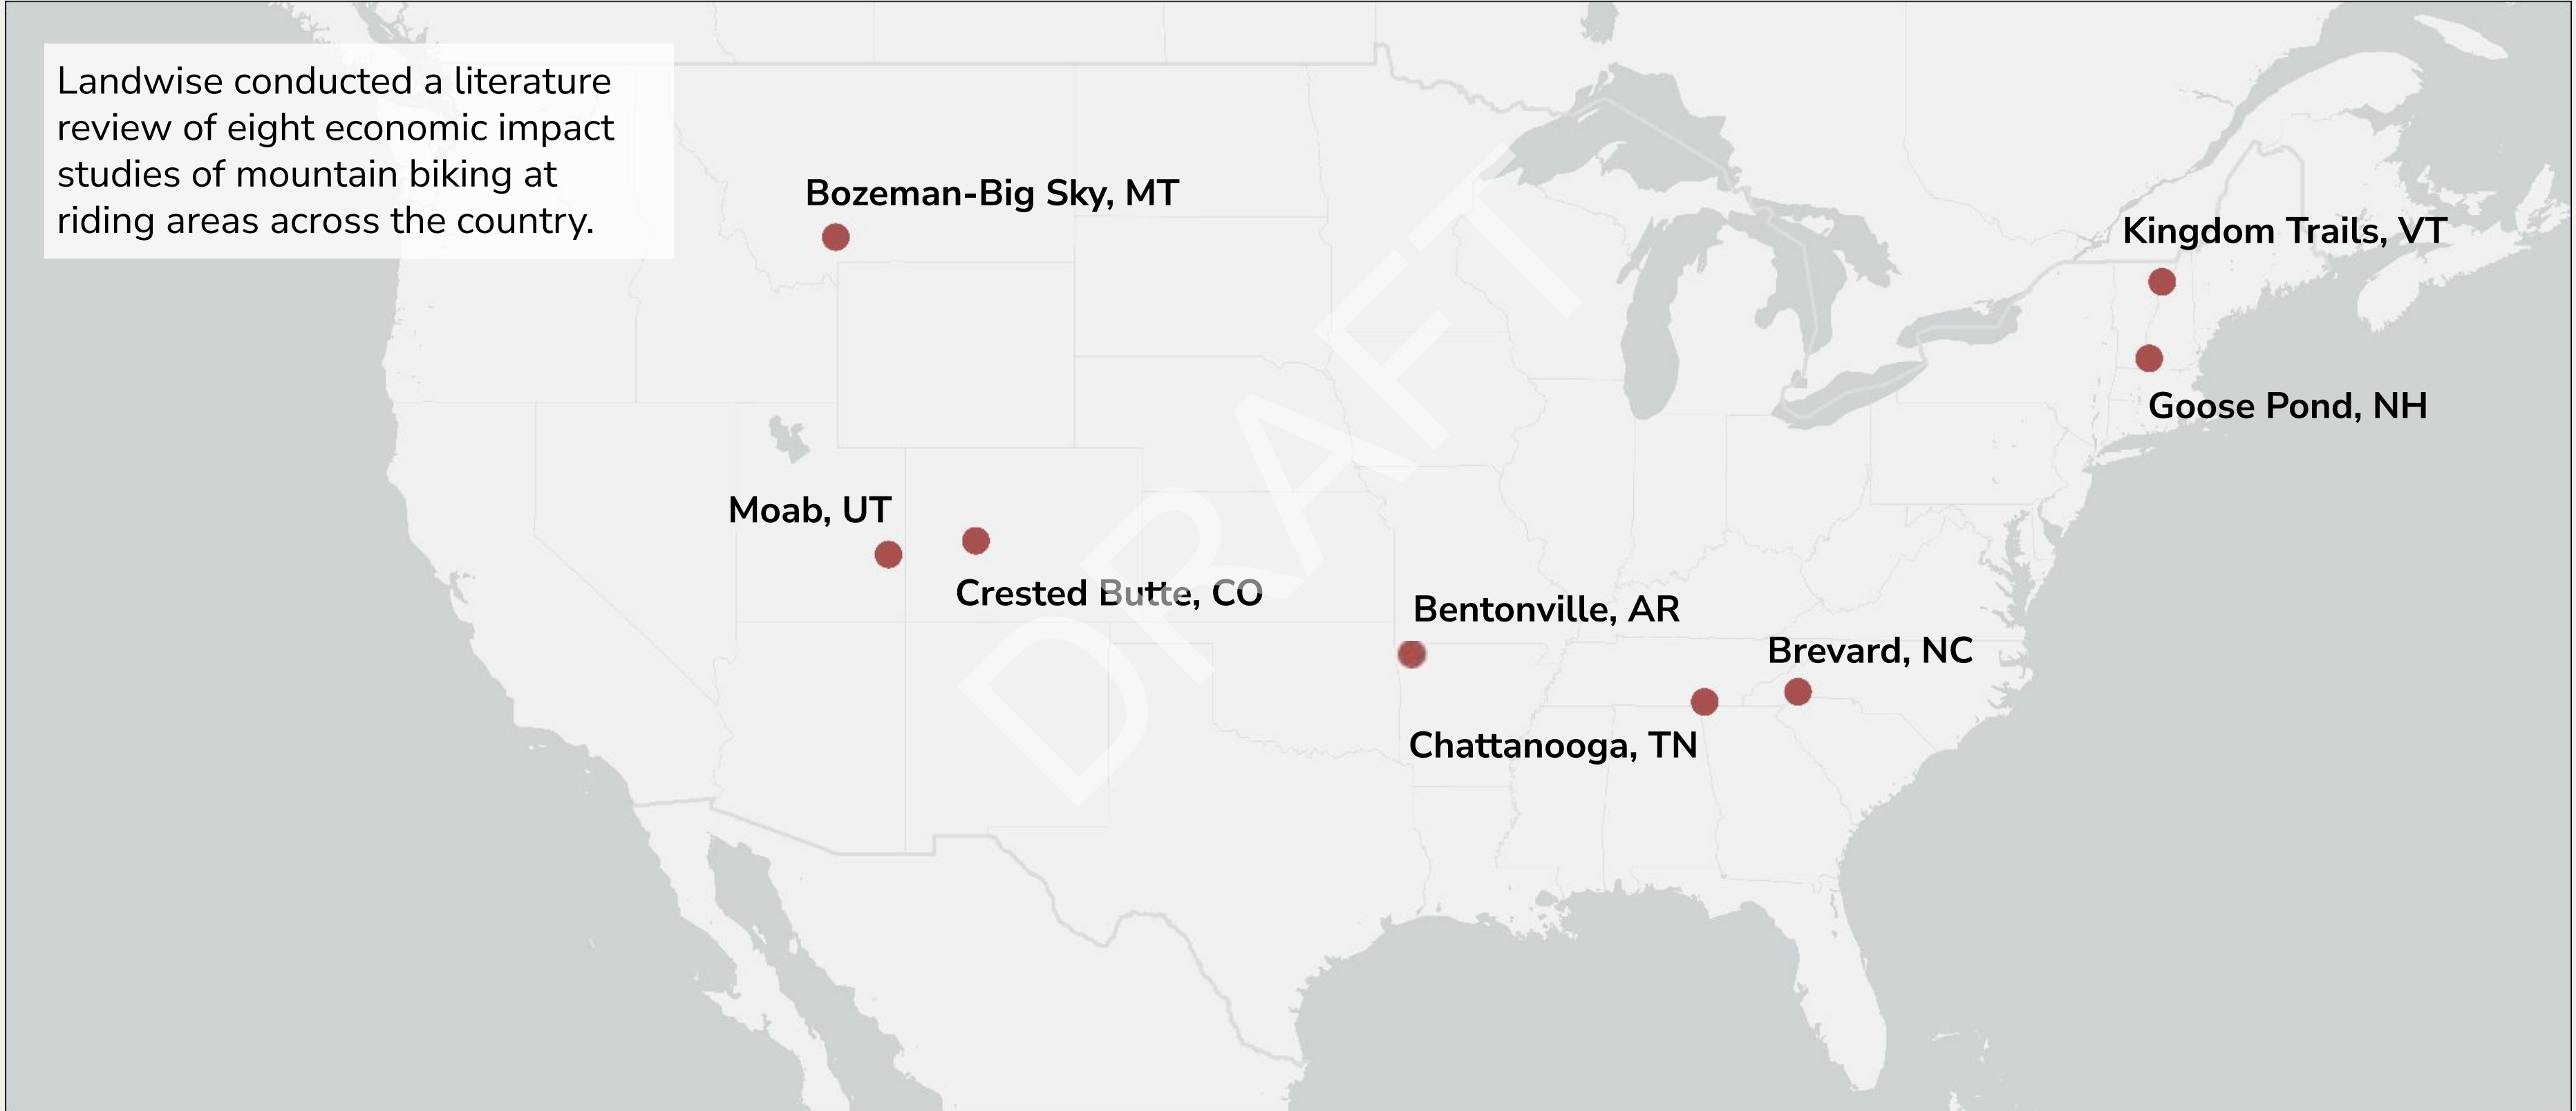 Landwise conducted a literature
review of eight economic impact
studies of mountain biking at
riding areas across the country.
Bozeman-Big Sky, MT
Kingdom Trails, VT
Goose Pond, NH
Moab, UT
Crested Butte, CO
Bentonville, AR
Brevard, NC
Chattanooga, TN
DRAFT